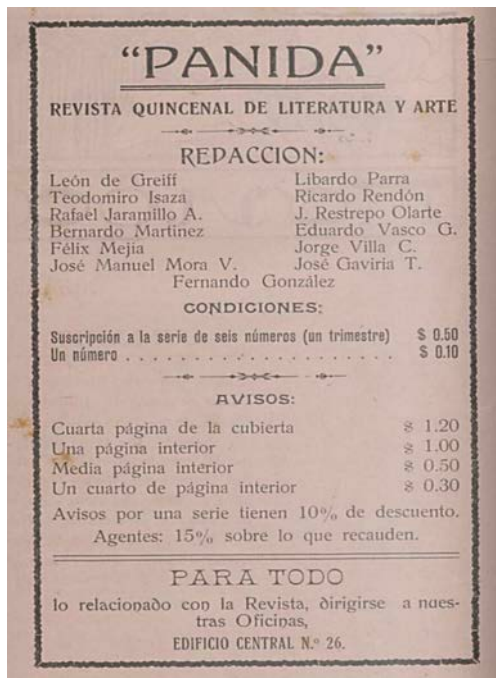 "PANIDA"
REVISTA QUINCENAL DE LITERATURA Y ARTE
REDACCION:
León de Greiff Libardo Parra
Teodomiro Isaza Ricardo Rendón
Rafael Jaramillo A. J. Restrepo Olarte
Bernardo Martinez Eduardo Vasco G.
Félix Mejía Jorge Villa C.
José Manuel Mora V. José Gaviria T.
Fernando González
CONDICIONES:
Suscripción a la serie de seis números (un trimestre) $ 0.50
Un número . . . . . . . . . . . . . . . . . . . $ 0.10
AVISOS:
Cuarta página de la cubierta $ 1.20
Una página interior $ 1.00
Media página interior $ 0.50
Un cuarto de página interior $ 0.30
Avisos por una serie tienen 10% de descuento.
Agentes: 15% sobre lo que recauden.
PARA TODO
lo relacionado con la Revista, dirigirse a nues-
tras Oficinas,
EDIFICIO CENTRAL N.º 26.